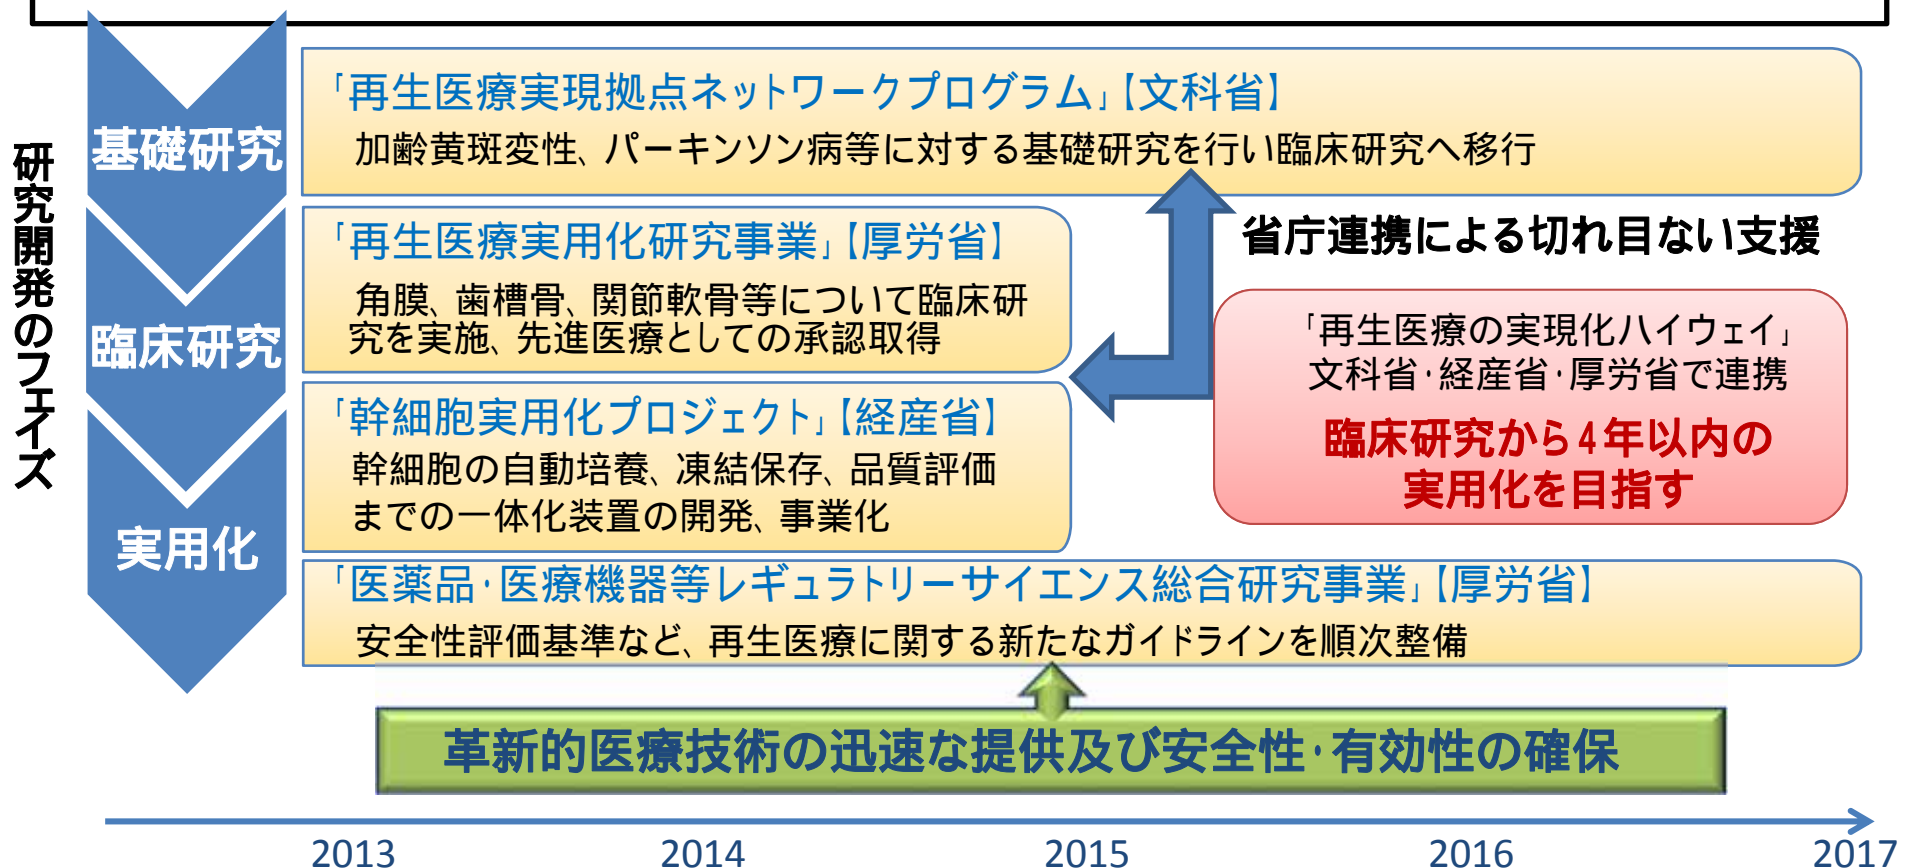 研究開発のフェイズ
基礎研究
「再生医療実現拠点ネットワークプログラム」【文科省】
加齢黄斑変性、パーキンソン病等に対する基礎研究を行い臨床研究へ移行
臨床研究
「再生医療実用化研究事業」【厚労省】
角膜、歯槽骨、関節軟骨等について臨床研
究を実施、先進医療としての承認取得
省庁連携による切れ目ない支援
「再生医療の実現化ハイウェイ」
文科省・経産省・厚労省で連携
臨床研究から4年以内の
実用化を目指す
「幹細胞実用化プロジェクト」【経産省】
幹細胞の自動培養、凍結保存、品質評価
までの一体化装置の開発、事業化
実用化
「医薬品・医療機器等レギュラトリーサイエンス総合研究事業」【厚労省】
安全性評価基準など、再生医療に関する新たなガイドラインを順次整備
革新的医療技術の迅速な提供及び安全性・有効性の確保
2013 2014 2015 2016 2017